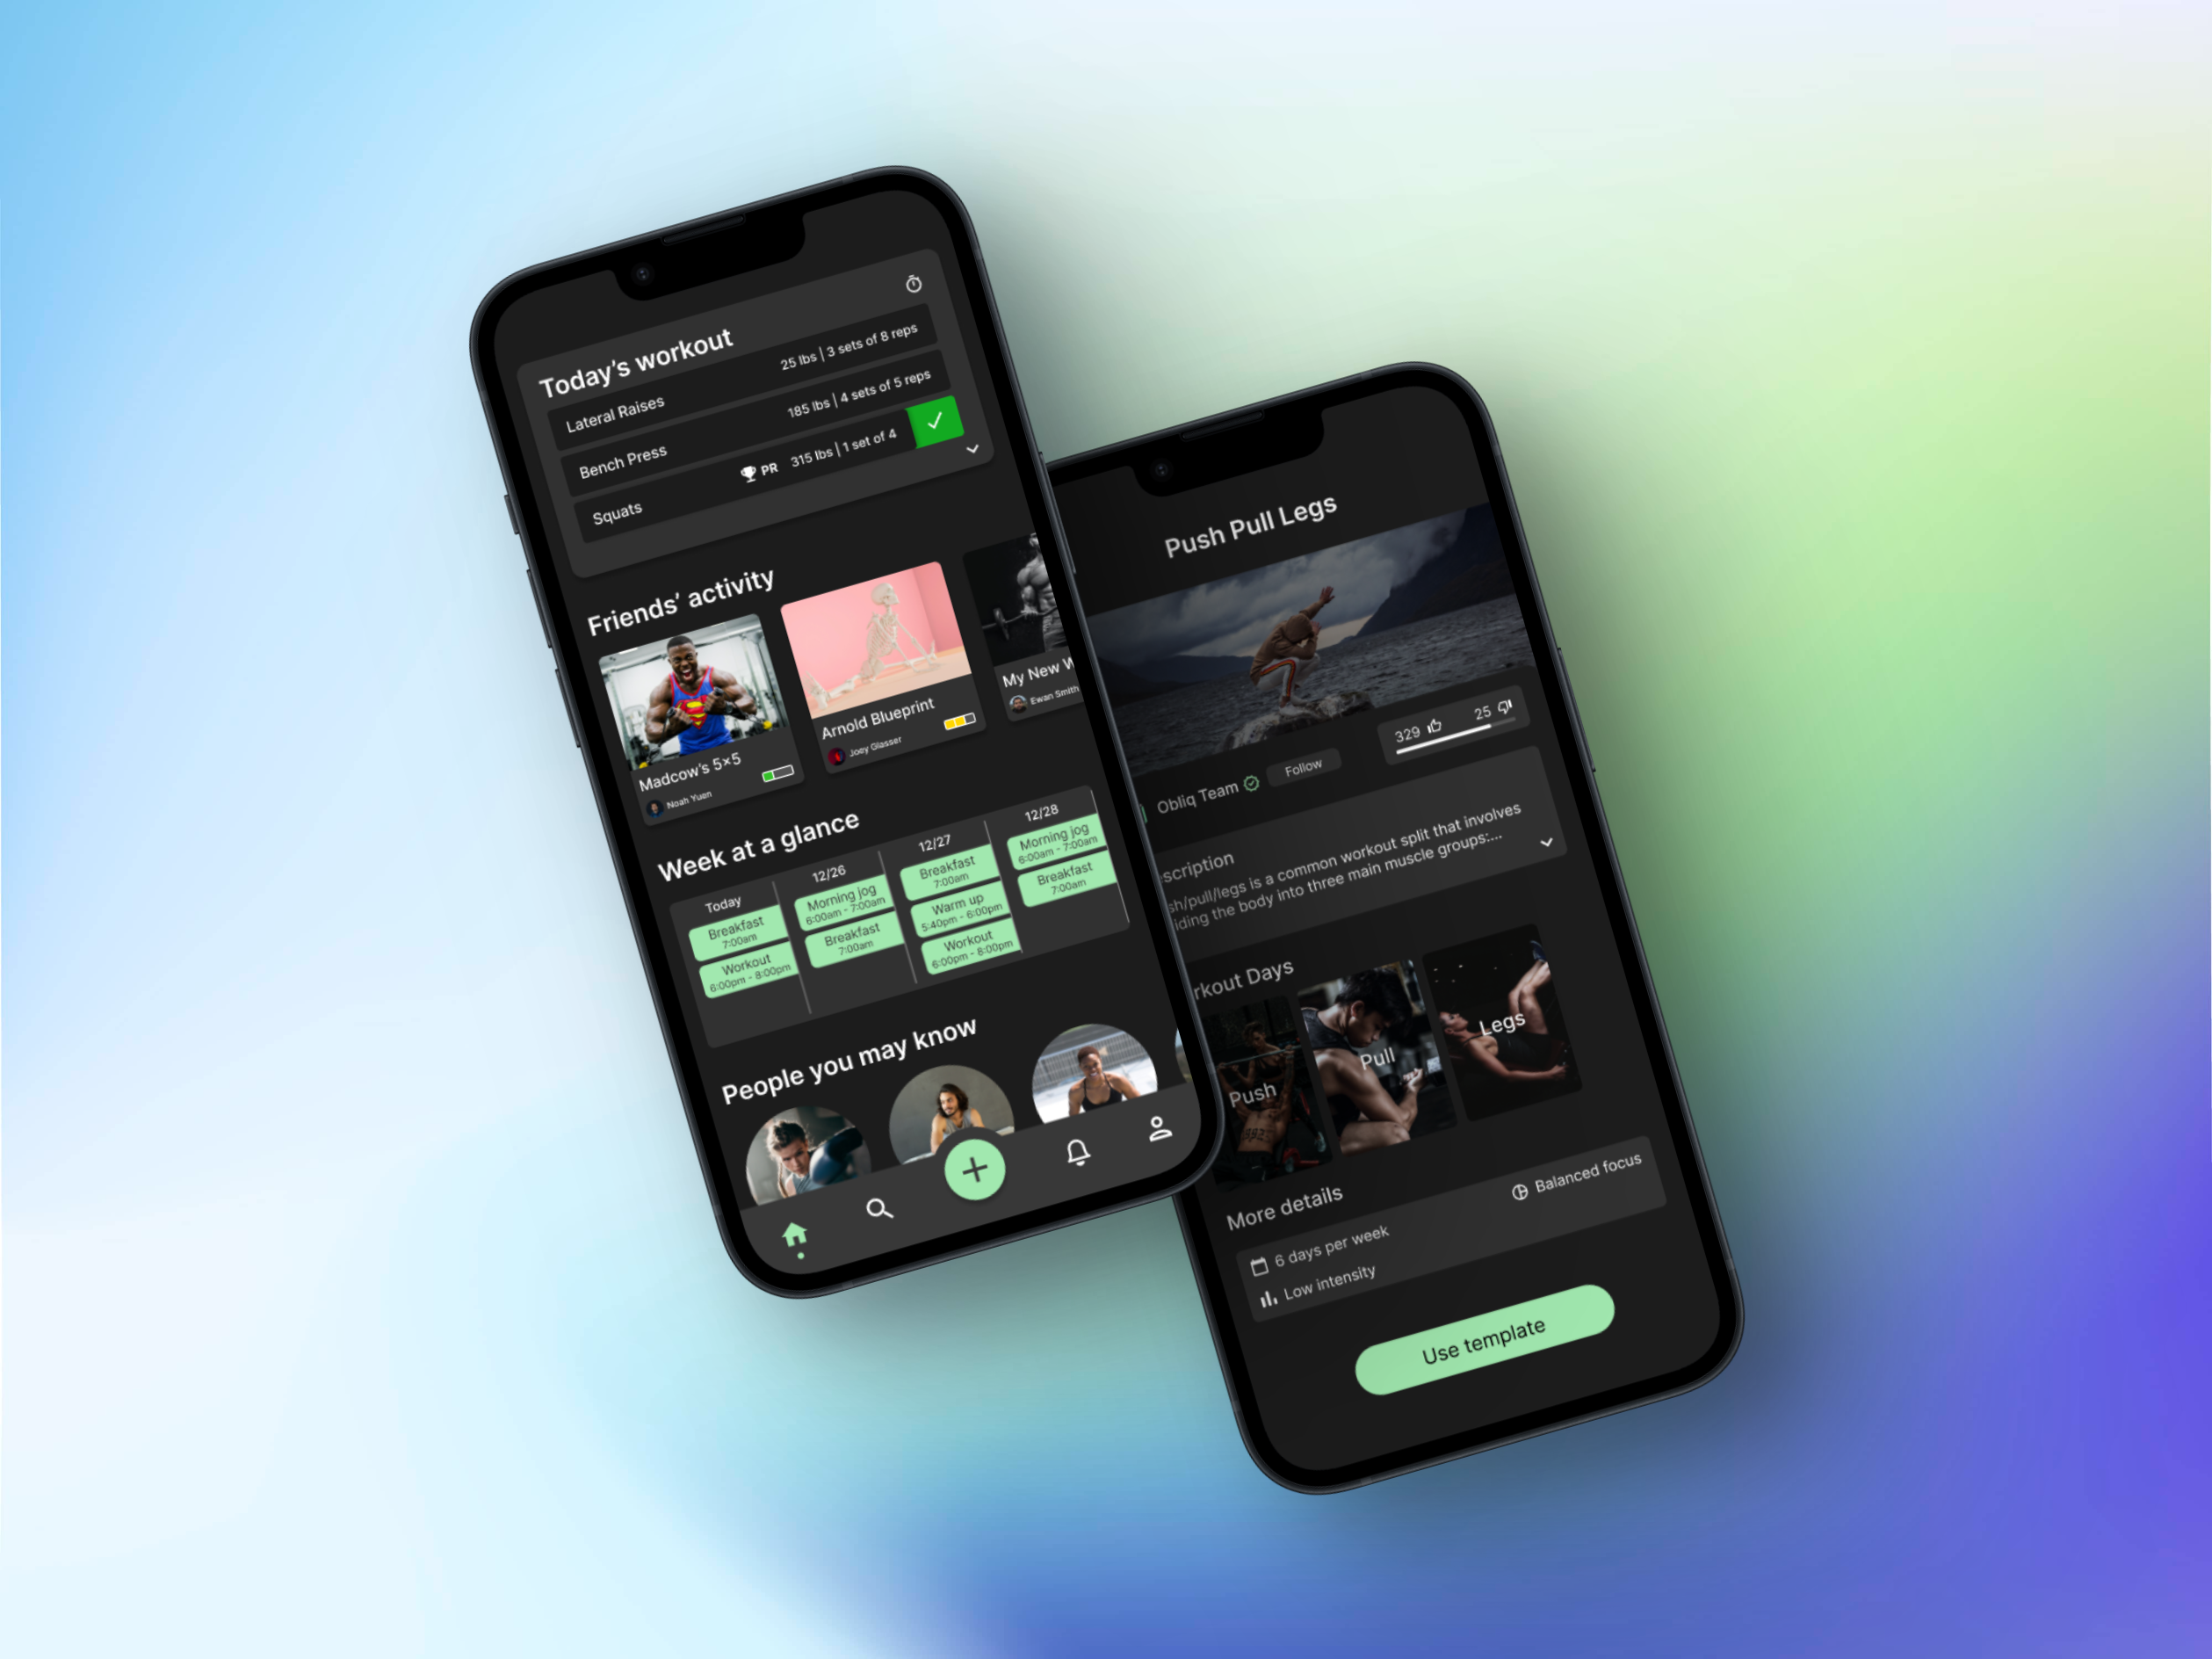 Today's workout
Lateral Raises 25 lbs | 3 sets of 8 reps
Bench Press 185 lbs | 4 sets of 5 reps
Squats PR 315 lbs | 1 set of 4
Friends' activity
Madcow's 5×5
Noah Yuen
Arnold Blueprint
Joey Glasser
My New W
Ewan Smith
Week at a glance
Today
Breakfast
7:00am
Workout
6:00pm - 8:00pm
12/26
Morning jog
6:00am - 7:00am
Breakfast
7:00am
12/27
Breakfast
7:00am
Warm up
5:40pm - 6:00pm
Workout
6:00pm - 8:00pm
12/28
Morning jog
6:00am - 7:00am
Breakfast
7:00am
People you may know
Push Pull Legs
329 25
Obliq Team Follow
scription
sh/pull/legs is a common workout split that involves
iding the body into three main muscle groups:...
rkout Days
Push
Pull
Legs
More details
6 days per week Balanced focus
Low intensity
Use template